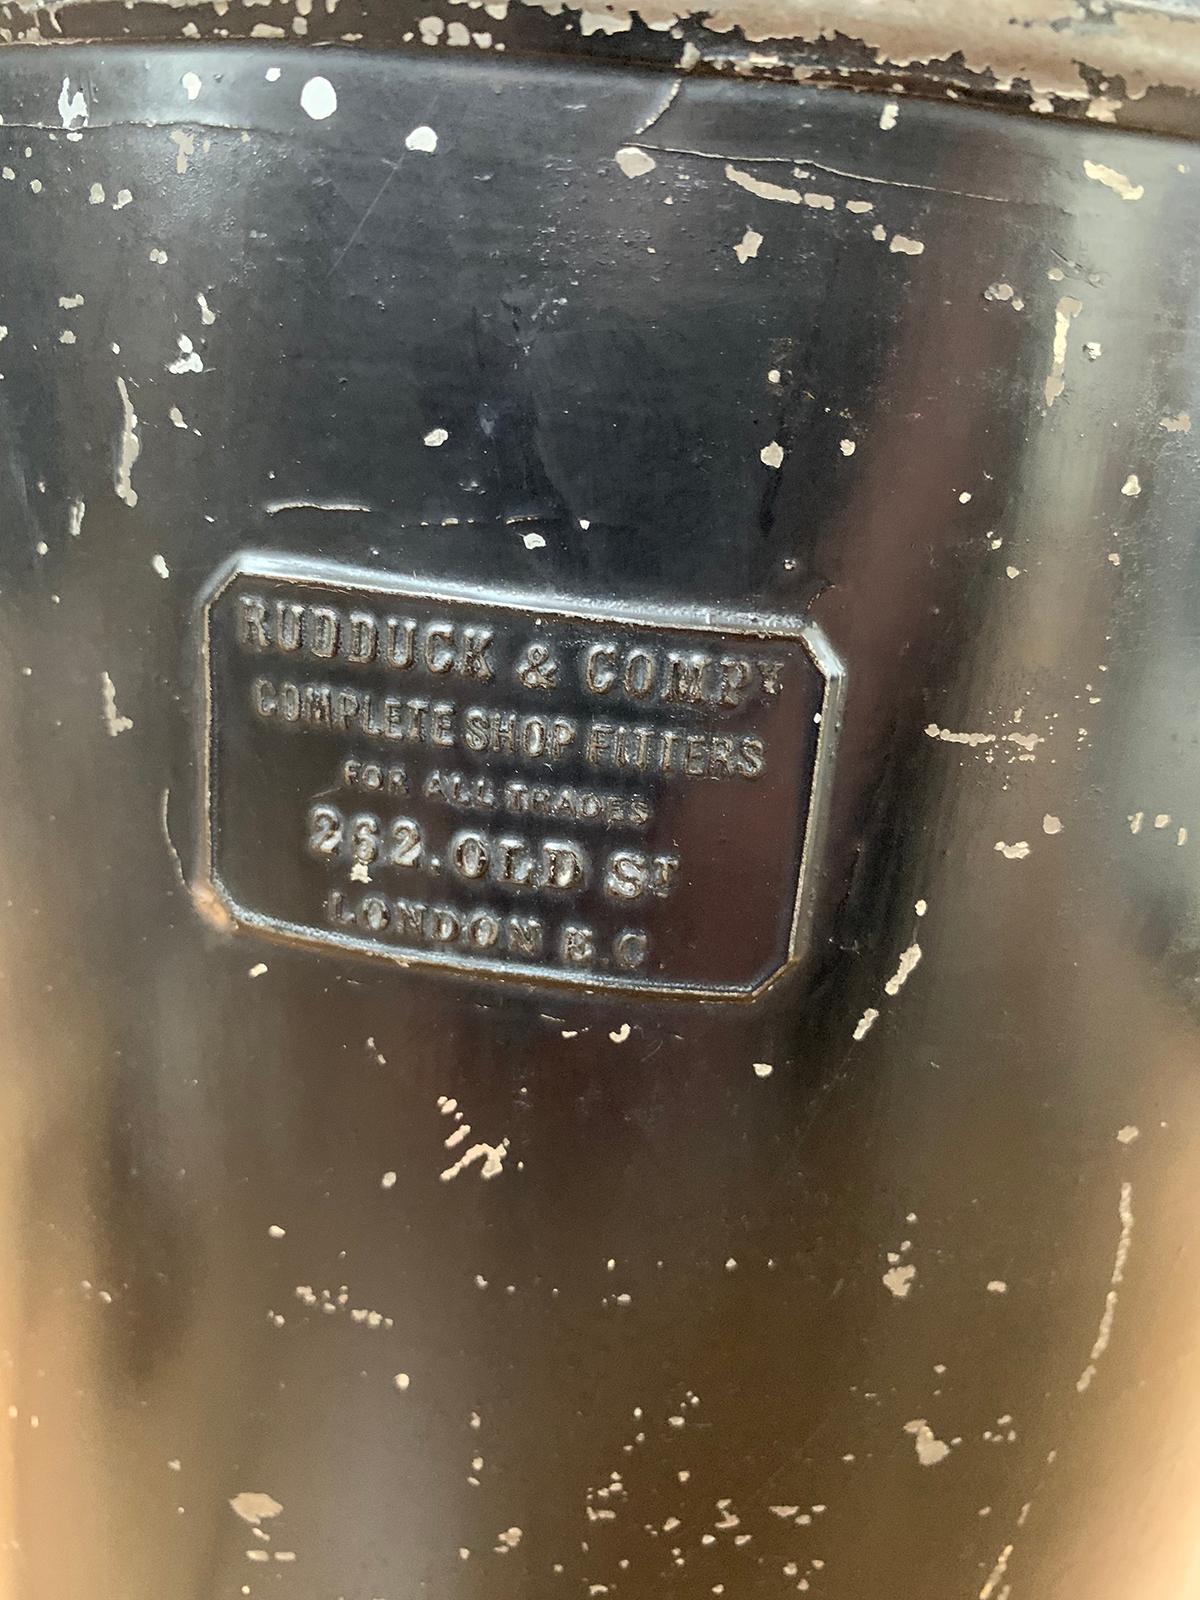 RUDDUCK & COMPY
COMPLETE SHOP FITTERS
FOR ALL TRADES
262. OLD ST
LONDON E.C